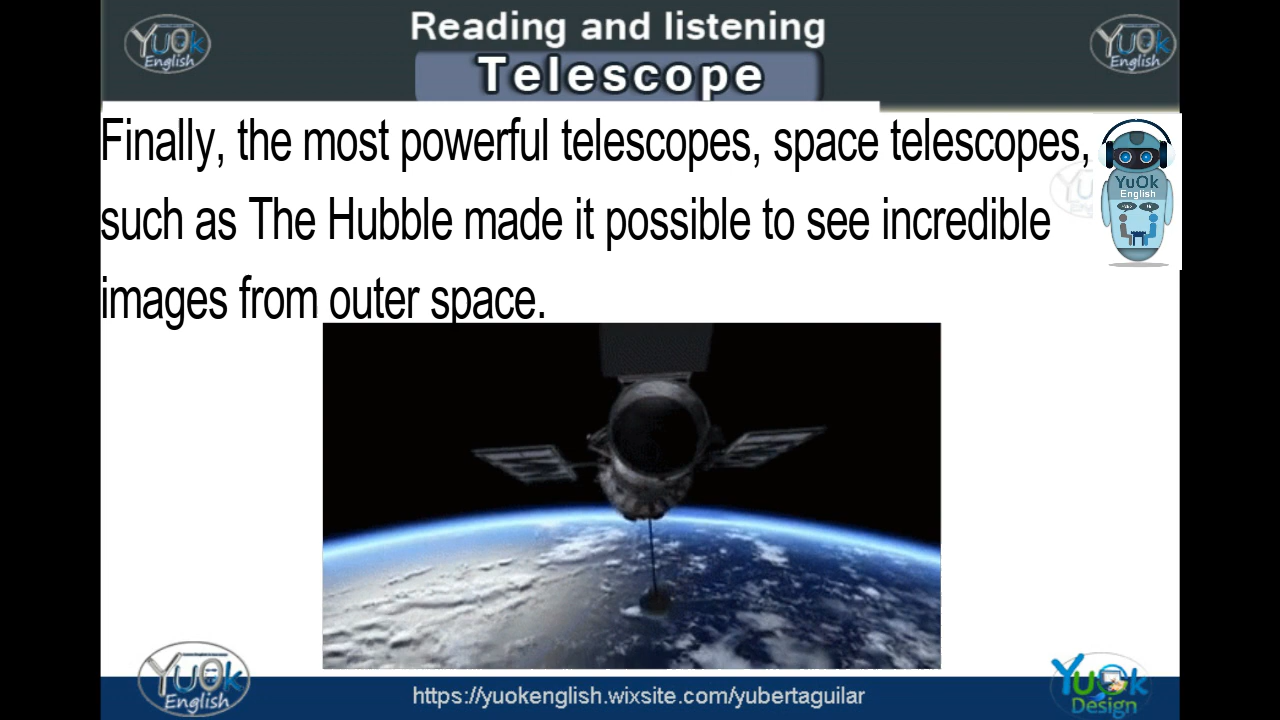 Reading and listening
Telescope
YuOk
English
YuOk
English
Finally, the most powerful telescopes, space telescopes,
such as The Hubble made it possible to see incredible
images from outer space.
YuOk
English
YuOk
English
https://yuokenglish.wixsite.com/yubertaguilar
YuOk
Design